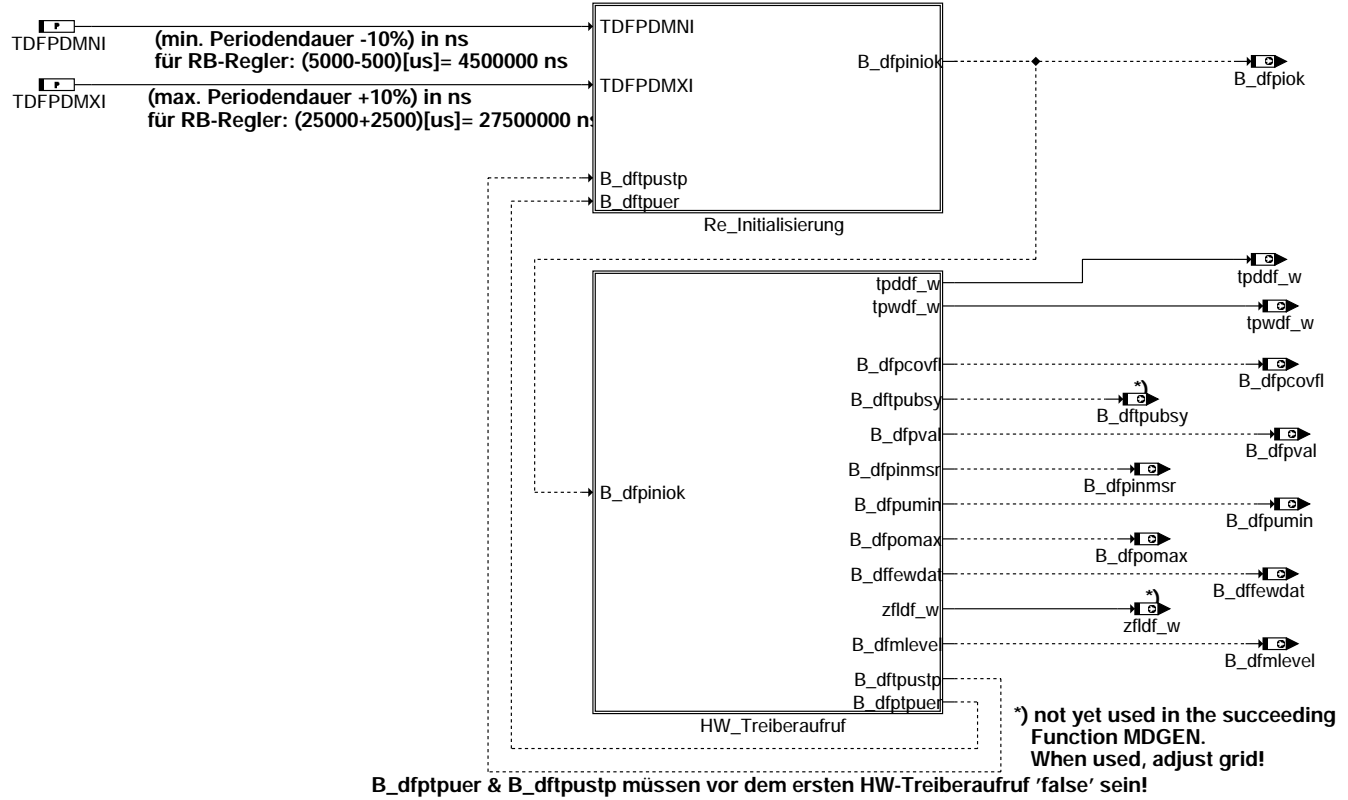 P
TDFPDMNI
(min. Periodendauer -10%) in ns
für RB-Regler: (5000-500)[us]= 4500000 ns
TDFPDMNI
P
TDFPDMXI
(max. Periodendauer +10%) in ns
für RB-Regler: (25000+2500)[us]= 27500000 ns
TDFPDMXI
B_dfpiniok
B_dfpiok
B_dftpustp
B_dftpuer
Re_Initialisierung
B_dfpiniok
tpddf_w
tpddf_w
tpwdf_w
tpwdf_w
B_dfpcovfl
B_dfpcovfl
B_dftpubsy
*)
B_dftpubsy
B_dfpval
B_dfpval
B_dfpinmsr
B_dfpinmsr
B_dfpumin
B_dfpumin
B_dfpomax
B_dfpomax
B_dffewdat
B_dffewdat
zfldf_w
*)
zfldf_w
B_dfmlevel
B_dfmlevel
B_dftpustp
B_dfptpuer
HW_Treiberaufruf
*) not yet used in the succeeding
Function MDGEN.
When used, adjust grid!
B_dfptpuer & B_dftpustp müssen vor dem ersten HW-Treiberaufruf 'false' sein!